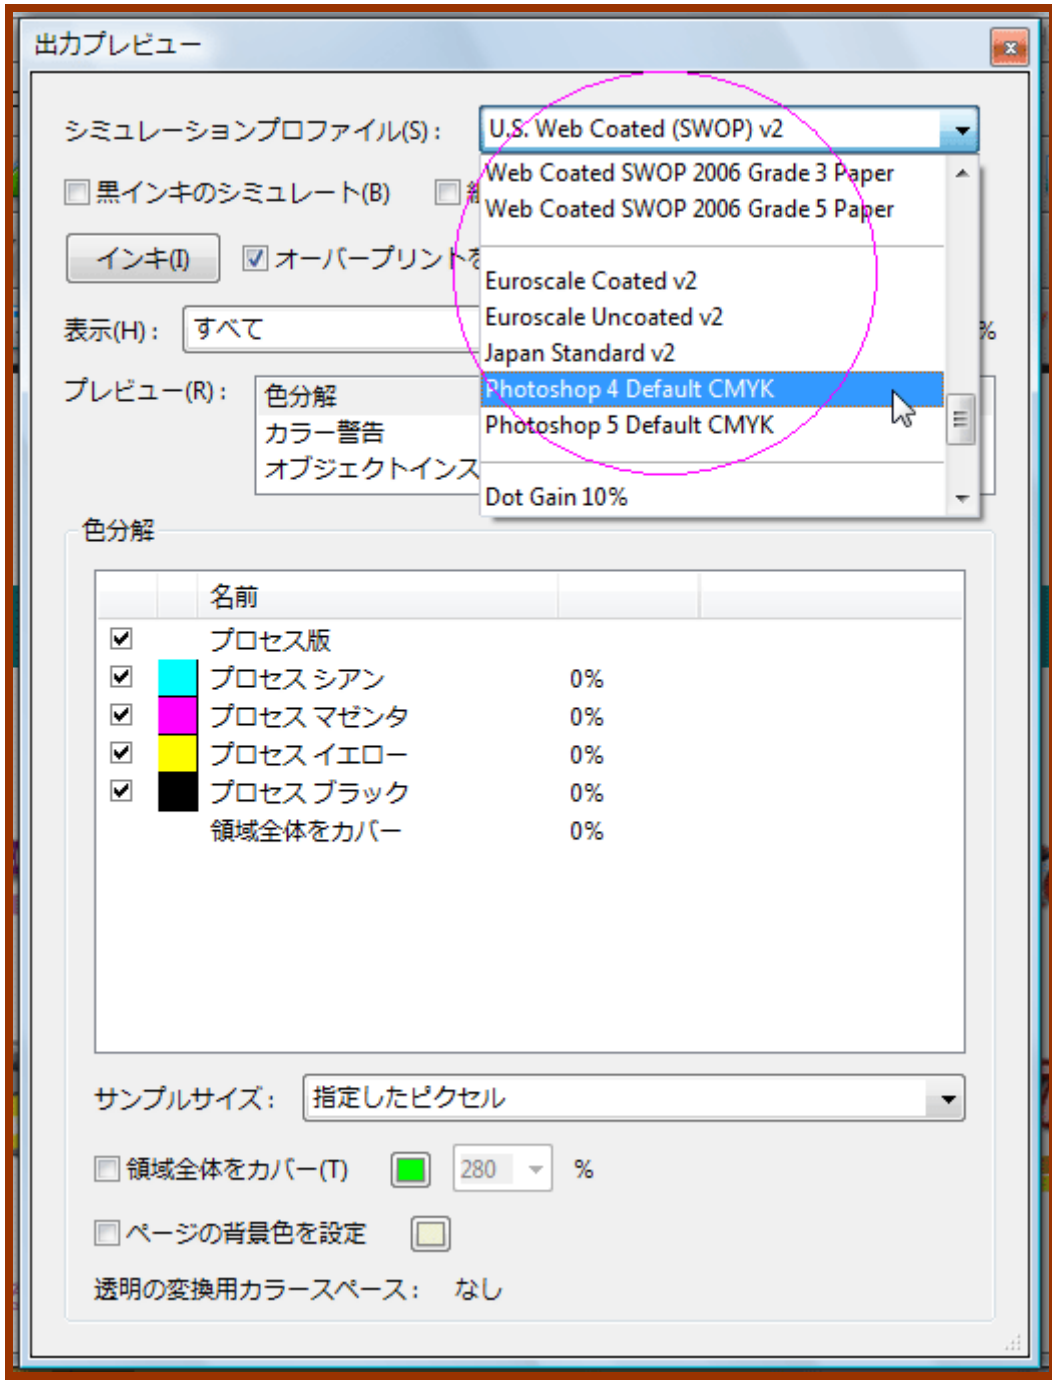 出力プレビュー
シミュレーションプロファイル(S)： U.S. Web Coated (SWOP) v2
Web Coated SWOP 2006 Grade 3 Paper
黒インキのシミュレート(B)
Web Coated SWOP 2006 Grade 5 Paper
インキ(I) オーバープリントを
Euroscale Coated v2
Euroscale Uncoated v2
表示(H)： すべて %
Japan Standard v2
プレビュー(R)： 色分解
Photoshop 4 Default CMYK
カラー警告
Photoshop 5 Default CMYK
オブジェクトインス
Dot Gain 10%
色分解
名前
プロセス版
プロセス シアン 0%
プロセス マゼンタ 0%
プロセス イエロー 0%
プロセス ブラック 0%
領域全体をカバー 0%
サンプルサイズ： 指定したピクセル
領域全体をカバー(T) 280 %
ページの背景色を設定
透明の変換用カラースペース： なし